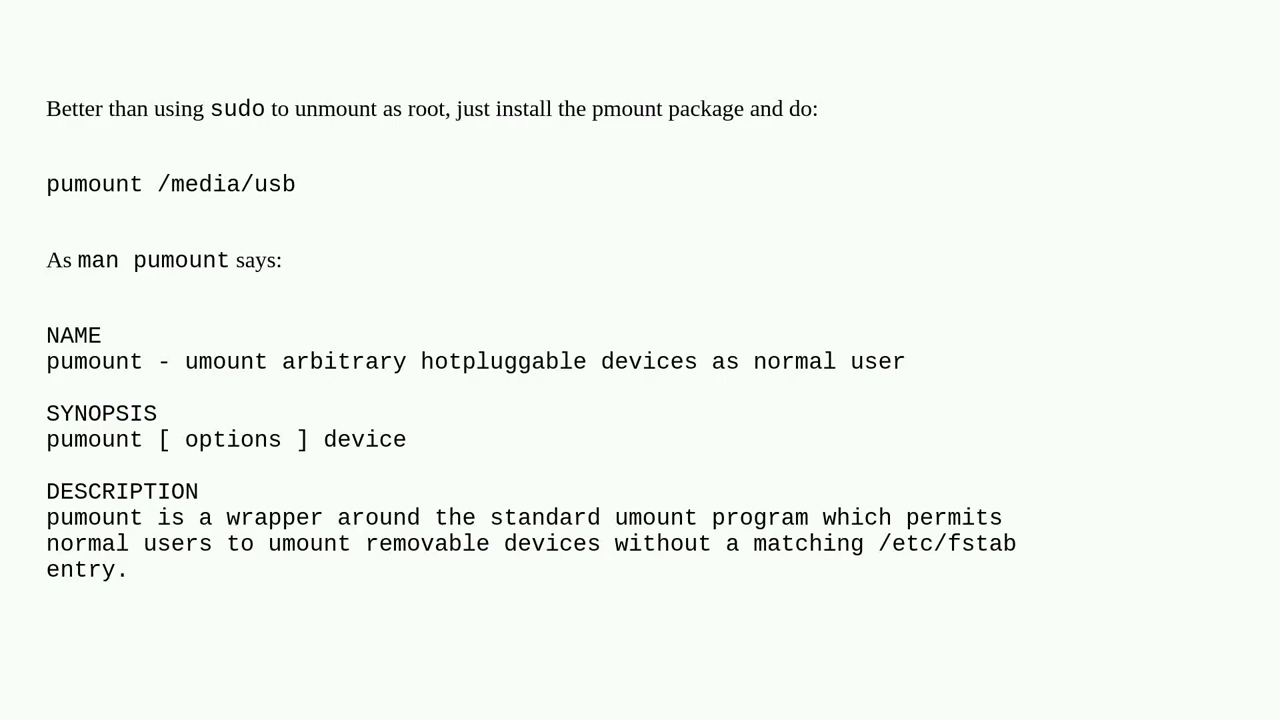 Better than using sudo to unmount as root, just install the pmount package and do:
pumount /media/usb
As man pumount says:
NAME
pumount - umount arbitrary hotpluggable devices as normal user
SYNOPSIS
pumount [ options ] device
DESCRIPTION
pumount is a wrapper around the standard umount program which permits
normal users to umount removable devices without a matching /etc/fstab
entry.